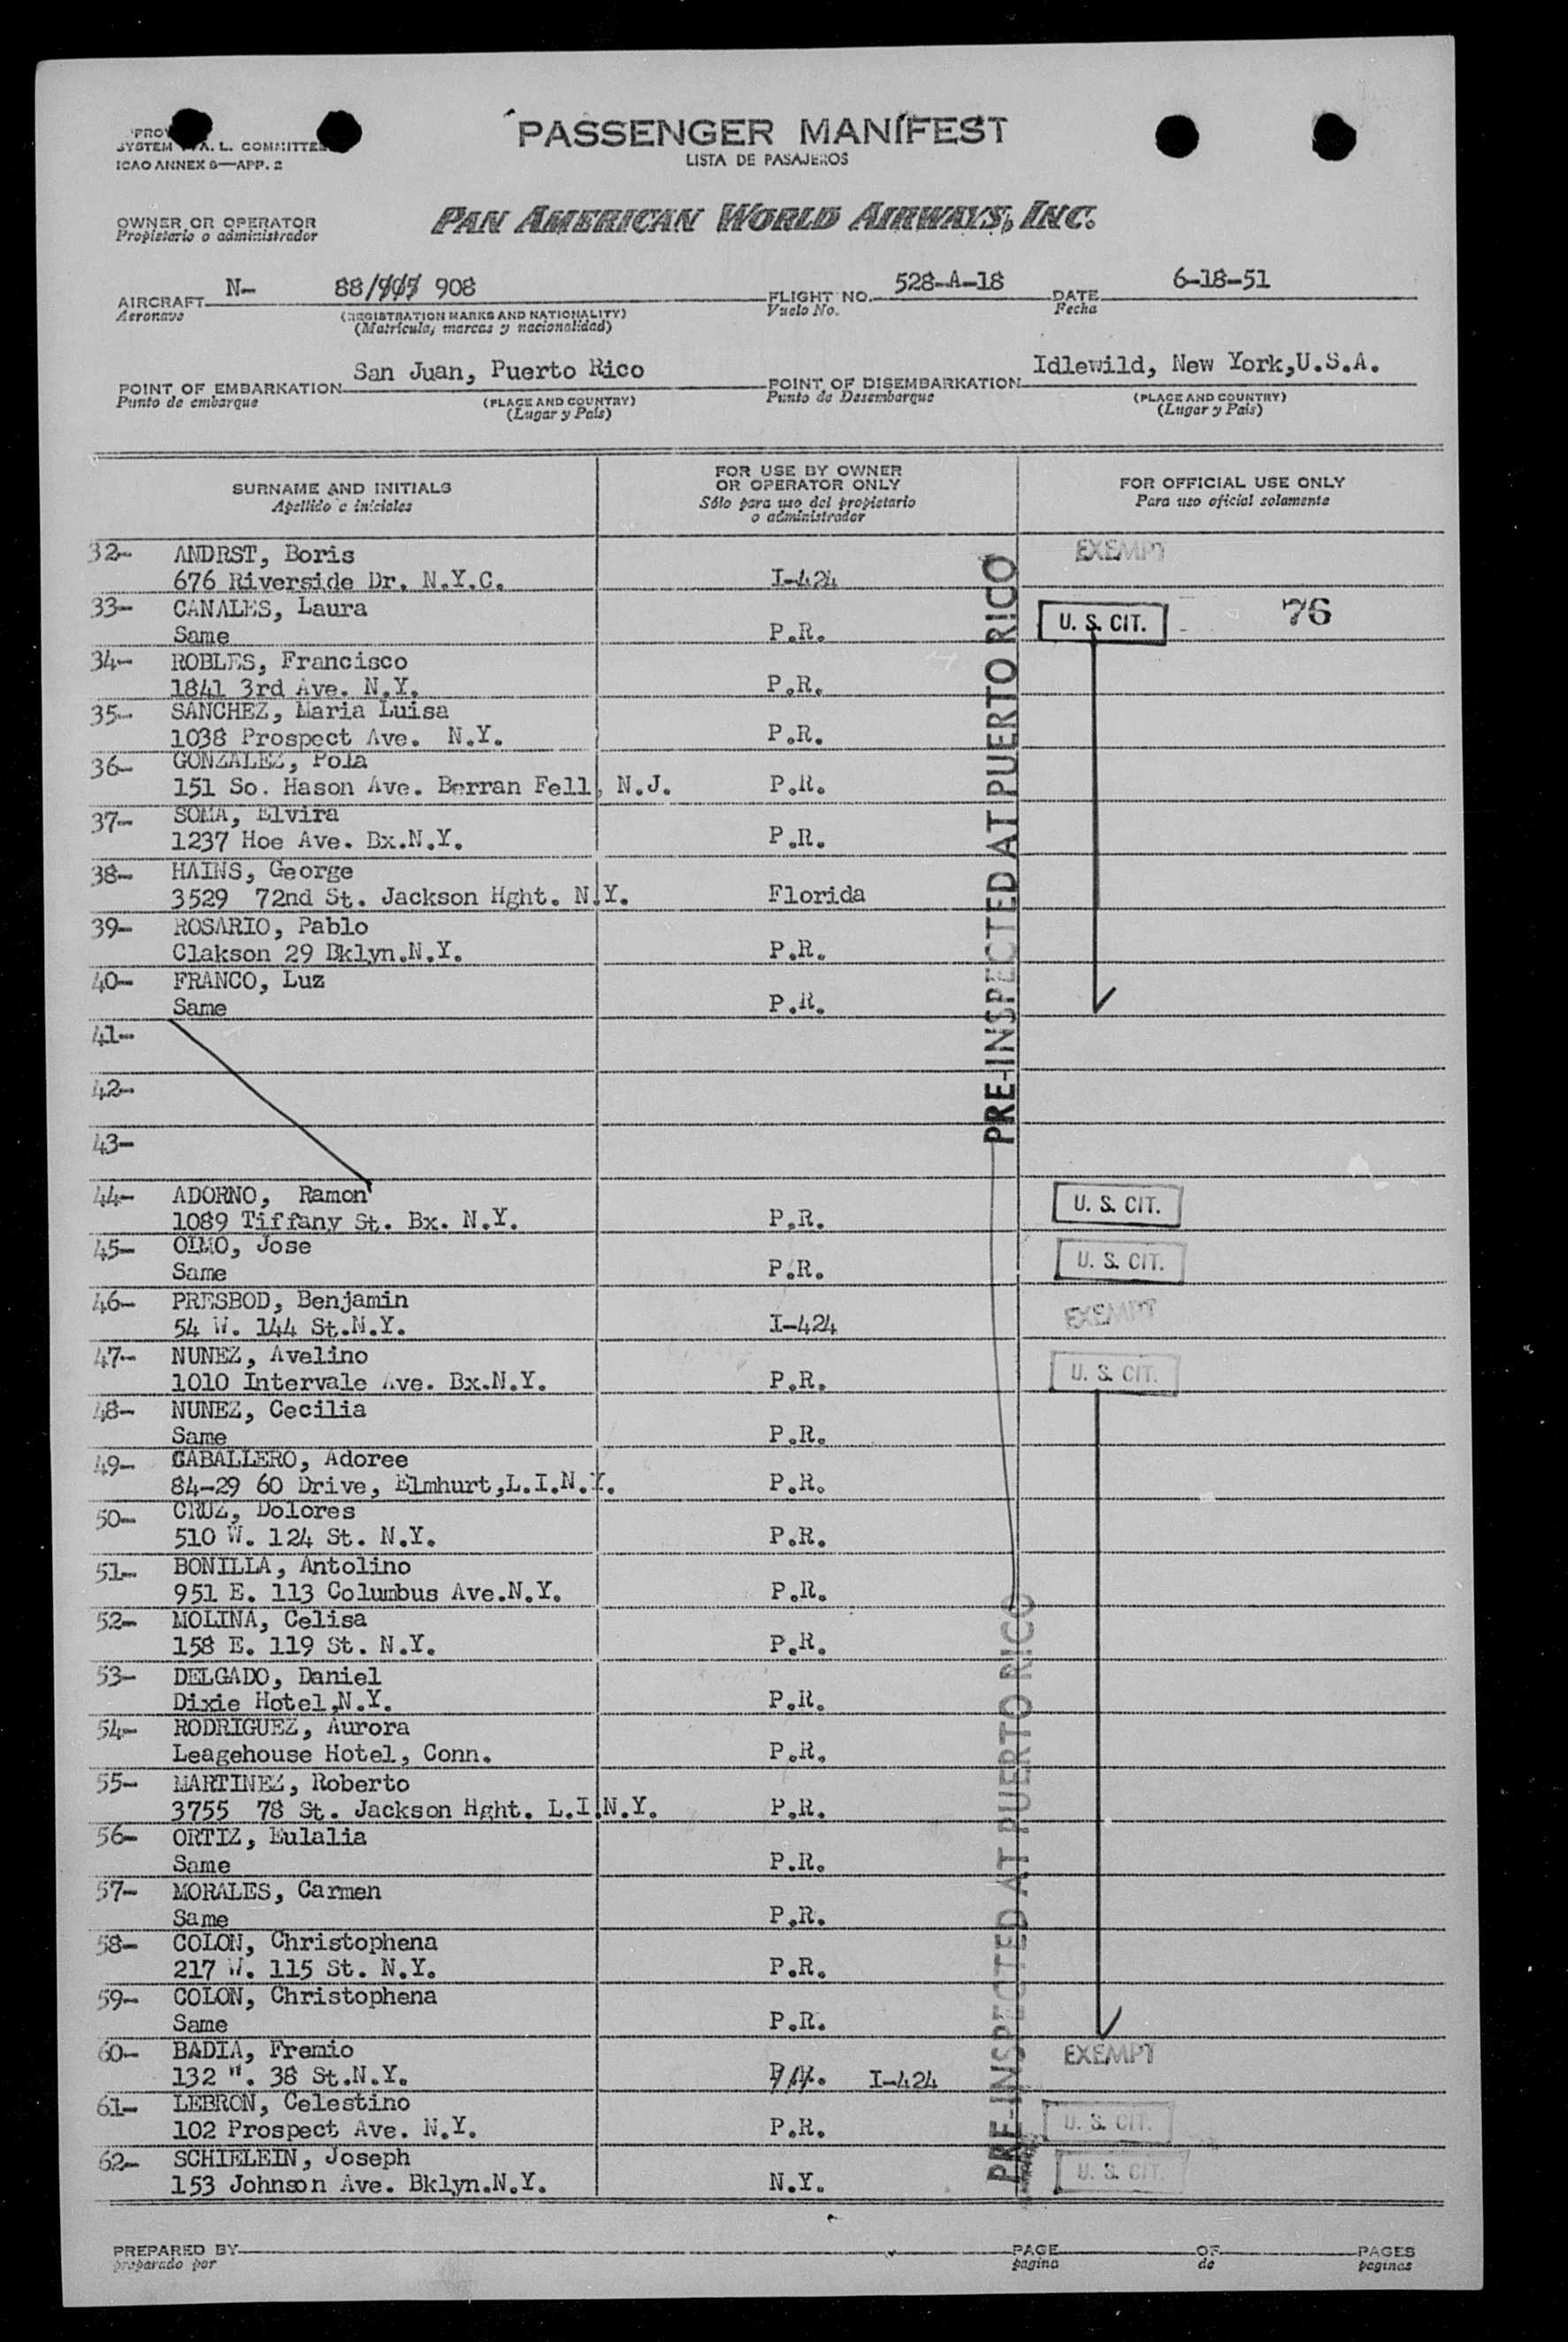 PASSENGER MANIFEST
LISTA DE PASAJEROS
SYSTEM A. L. COMMITTEE
ICAO ANNEX 9—APP. 2
OWNER OR OPERATOR
Propietario o administrador
PAN AMERICAN WORLD AIRWAYS, INC.
AIRCRAFT N- 88/ 908 FLIGHT NO. 528-A-18 DATE 6-18-51
Aeronave (REGISTRATION MARKS AND NATIONALITY) Vuelo No. Fecha
(Matrícula, marcas y nacionalidad)
POINT OF EMBARKATION San Juan, Puerto Rico POINT OF DISEMBARKATION Idlewild, New York,U.S.A.
Punto de embarque (PLACE AND COUNTRY) Punto de Desembarque (PLACE AND COUNTRY)
(Lugar y País) (Lugar y País)
SURNAME AND INITIALS
Apellido e iniciales
FOR USE BY OWNER
OR OPERATOR ONLY
Sólo para uso del propietario
o administrador
FOR OFFICIAL USE ONLY
Para uso oficial solamente
32- ANDRST, Boris EXEMPT
676 Riverside Dr. N.Y.C. I-424
33- CANALES, Laura U. S. CIT. 76
Same P.R.
34- ROBLES, Francisco
1841 3rd Ave. N.Y. P.R.
35- SANCHEZ, Maria Luisa
1038 Prospect Ave. N.Y. P.R.
36- GONZALEZ, Pola
151 So. Hason Ave. Berran Fell, N.J. P.R.
37- SOMA, Elvira
1237 Hoe Ave. Bx.N.Y. P.R.
38- HAINS, George
3529 72nd St. Jackson Hght. N.Y. Florida
39- ROSARIO, Pablo
Clakson 29 Bklyn.N.Y. P.R.
40- FRANCO, Luz
Same P.R.
41-
42-
43-
PRE-INSPECTED AT PUERTO RICO
44- ADORNO, Ramon U. S. CIT.
1089 Tiffany St. Bx. N.Y. P.R.
45- OLMO, Jose U. S. CIT.
Same P.R.
46- PRESBOD, Benjamin EXEMPT
54 W. 144 St.N.Y. I-424
47- NUNEZ, Avelino U. S. CIT.
1010 Intervale Ave. Bx.N.Y. P.R.
48- NUNEZ, Cecilia
Same P.R.
49- CABALLERO, Adoree
84-29 60 Drive, Elmhurt,L.I.N.Y. P.R.
50- CRUZ, Dolores
510 W. 124 St. N.Y. P.R.
51- BONILLA, Antolino
951 E. 113 Columbus Ave.N.Y. P.R.
52- MOLINA, Celisa
158 E. 119 St. N.Y. P.R.
53- DELGADO, Daniel
Dixie Hotel,N.Y. P.R.
54- RODRIGUEZ, Aurora
Leagehouse Hotel, Conn. P.R.
55- MARTINEZ, Roberto
3755 78 St. Jackson Hght. L.I.N.Y. P.R.
56- ORTIZ, Eulalia
Same P.R.
57- MORALES, Carmen
Same P.R.
58- COLON, Christophena
217 W. 115 St. N.Y. P.R.
59- COLON, Christophena
Same P.R.
60- BADIA, Fremio EXEMPT
132 ". 38 St.N.Y. I-424
61- LEBRON, Celestino U. S. CIT.
102 Prospect Ave. N.Y. P.R.
62- SCHIELEIN, Joseph U. S. CIT.
153 Johnson Ave. Bklyn.N.Y. N.Y.
PRE-INSPECTED AT PUERTO RICO
PREPARED BY PAGE OF PAGES
preparado por pagina de paginas